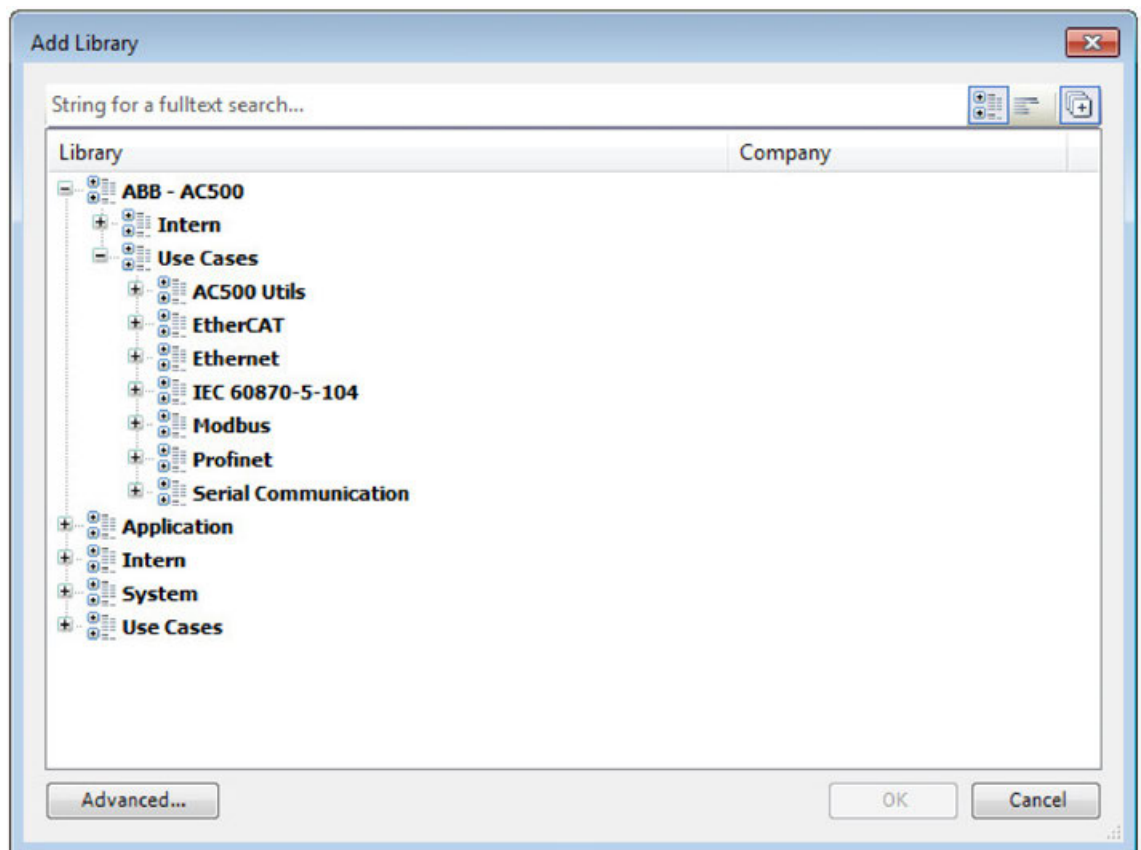 Add Library
String for a fulltext search...
Library Company
ABB - AC500
Intern
Use Cases
AC500 Utils
EtherCAT
Ethernet
IEC 60870-5-104
Modbus
Profinet
Serial Communication
Application
Intern
System
Use Cases
Advanced... OK Cancel